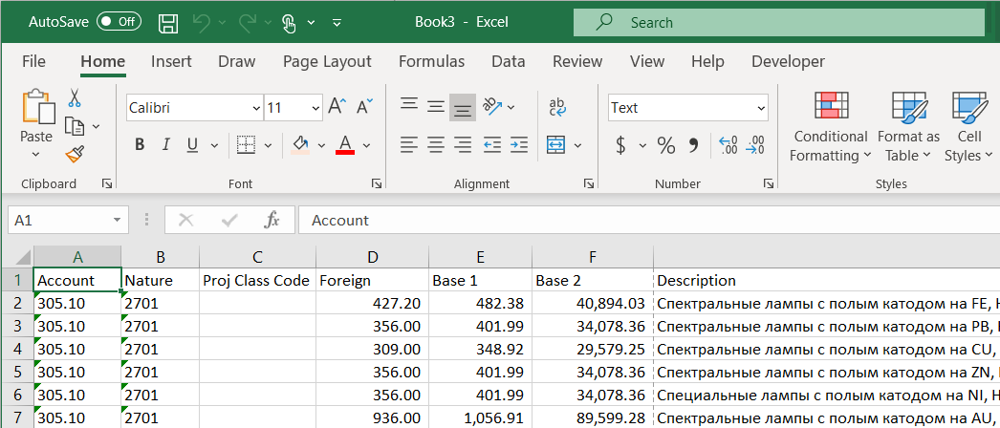 AutoSave Off Book3 - Excel Search
File Home Insert Draw Page Layout Formulas Data Review View Help Developer
Paste
Calibri 11
Text
B I U A
ab
c
$ % 9 .00 .00
.0
Conditional Formatting
Format as Table
Cell Styles
Clipboard Font Alignment Number Styles
A1 fx Account
A B C D E F
1 Account Nature Proj Class Code Foreign Base 1 Base 2 Description
2 305.10 2701 427.20 482.38 40,894.03 Спектральные лампы с полым катодом на FE,
3 305.10 2701 356.00 401.99 34,078.36 Спектральные лампы с полым катодом на PB,
4 305.10 2701 309.00 348.92 29,579.25 Спектральные лампы с полым катодом на CU,
5 305.10 2701 356.00 401.99 34,078.36 Спектральные лампы с полым катодом на ZN,
6 305.10 2701 356.00 401.99 34,078.36 Специальные лампы с полым катодом на NI,
7 305.10 2701 936.00 1,056.91 89,599.28 Спектральные лампы с полым катодом на AU,